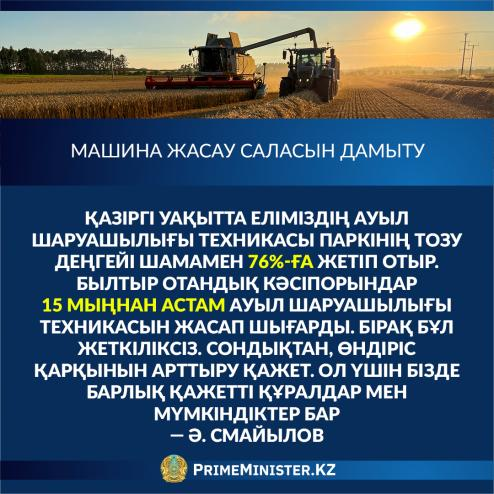 МАШИНА ЖАСАУ САЛАСЫН ДАМЫТУ
ҚАЗІРГІ УАҚЫТТА ЕЛІМІЗДІҢ АУЫЛ
ШАРУАШЫЛЫҒЫ ТЕХНИКАСЫ ПАРКІНІҢ ТОЗУ
ДЕҢГЕЙІ ШАМАМЕН 76%-ҒА ЖЕТІП ОТЫР.
БЫЛТЫР ОТАНДЫҚ КӘСІПОРЫНДАР
15 МЫҢНАН АСТАМ АУЫЛ ШАРУАШЫЛЫҒЫ
ТЕХНИКАСЫН ЖАСАП ШЫҒАРДЫ. БІРАҚ БҰЛ
ЖЕТКІЛІКСІЗ. СОНДЫҚТАН, ӨНДІРІС
ҚАРҚЫНЫН АРТТЫРУ ҚАЖЕТ. ОЛ ҮШІН БІЗДЕ
БАРЛЫҚ ҚАЖЕТТІ ҚҰРАЛДАР МЕН
МҮМКІНДІКТЕР БАР
— Ә. СМАЙЫЛОВ
PRIMEMINISTER.KZ